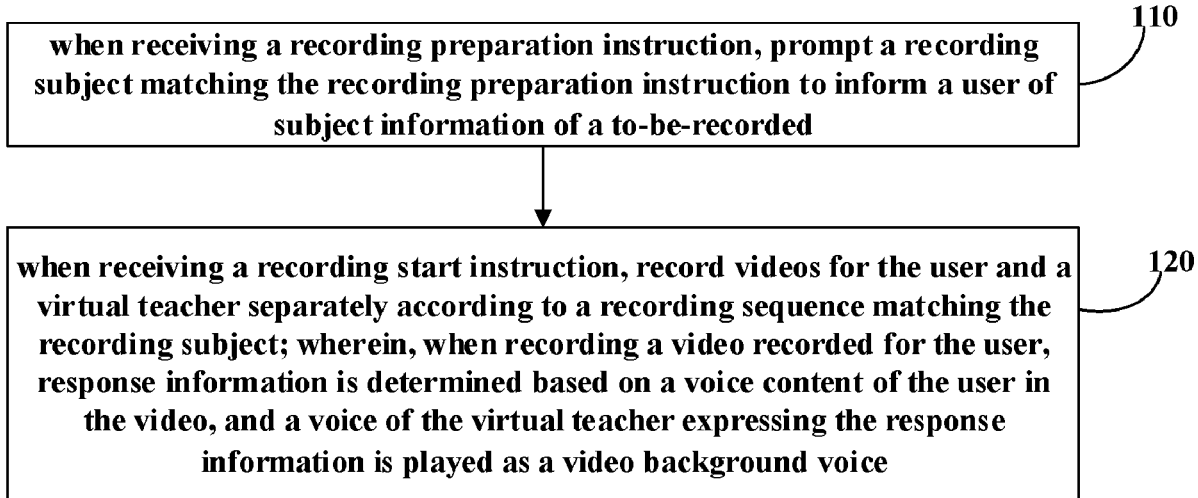 110
when receiving a recording preparation instruction, prompt a recording
subject matching the recording preparation instruction to inform a user of
subject information of a to-be-recorded
when receiving a recording start instruction, record videos for the user and a
virtual teacher separately according to a recording sequence matching the
recording subject; wherein, when recording a video recorded for the user,
response information is determined based on a voice content of the user in
the video, and a voice of the virtual teacher expressing the response
information is played as a video background voice
120